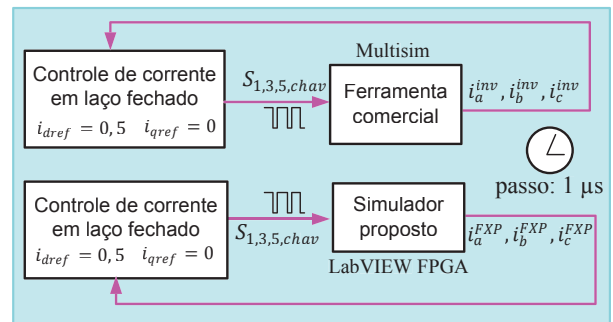 Multisim
Controle de corrente
em laço fechado
i_dref = 0,5 i_qref = 0
S_1,3,5,chav
Ferramenta
comercial
i_a^inv, i_b^inv, i_c^inv
passo: 1 µs
Controle de corrente
em laço fechado
i_dref = 0,5 i_qref = 0
S_1,3,5,chav
Simulador
proposto
i_a^FXP, i_b^FXP, i_c^FXP
LabVIEW FPGA